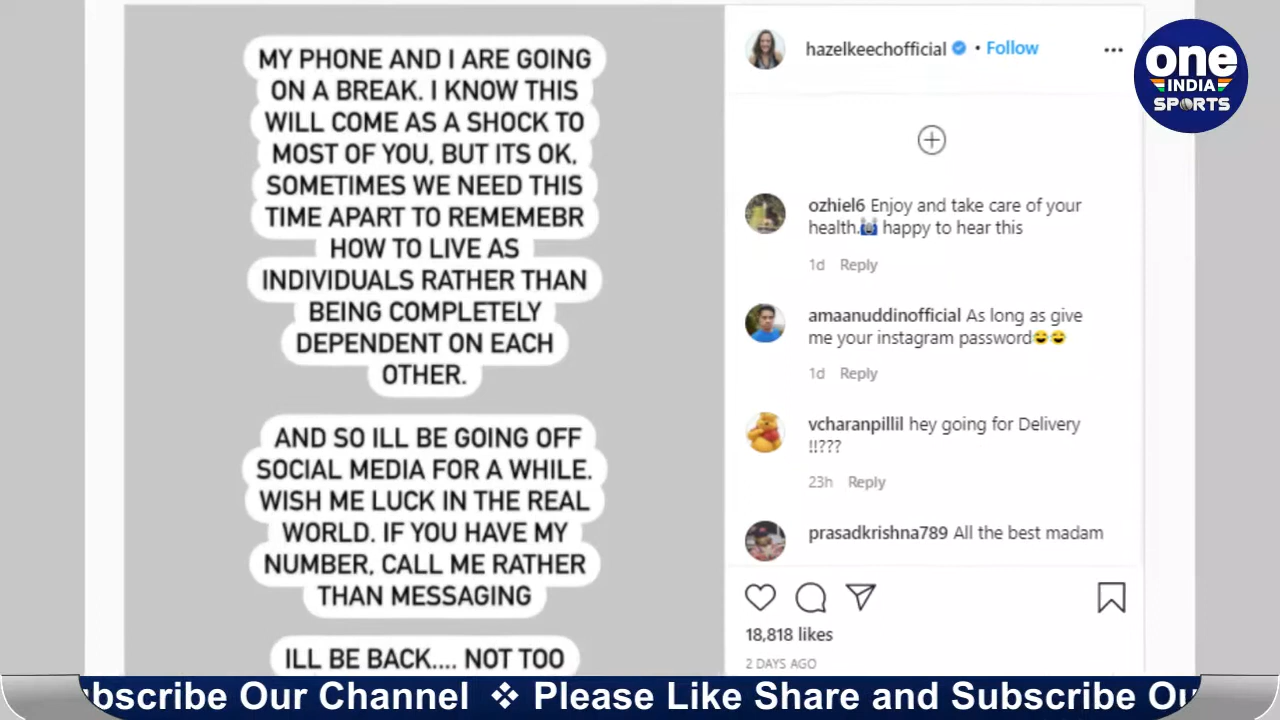 MY PHONE AND I ARE GOING
ON A BREAK. I KNOW THIS
WILL COME AS A SHOCK TO
MOST OF YOU, BUT ITS OK,
SOMETIMES WE NEED THIS
TIME APART TO REMEMEBR
HOW TO LIVE AS
INDIVIDUALS RATHER THAN
BEING COMPLETELY
DEPENDENT ON EACH
OTHER.
AND SO ILL BE GOING OFF
SOCIAL MEDIA FOR A WHILE.
WISH ME LUCK IN THE REAL
WORLD. IF YOU HAVE MY
NUMBER, CALL ME RATHER
THAN MESSAGING
ILL BE BACK.... NOT TOO
hazelkeechofficial • Follow
ozhiel6 Enjoy and take care of your
health.🙌 happy to hear this
1d Reply
amaanuddinofficial As long as give
me your instagram password😂😂
1d Reply
vcharanpillil hey going for Delivery
!!???
23h Reply
prasadkrishna789 All the best madam
18,818 likes
2 DAYS AGO
one
INDIA
SPORTS
bscribe Our Channel ❖ Please Like Share and Subscribe Ou